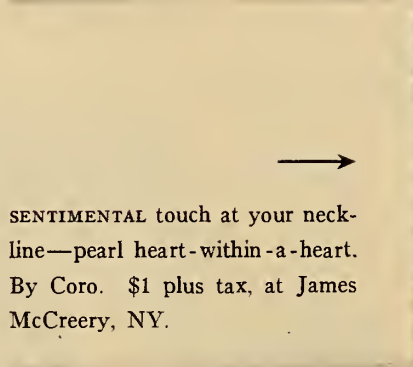 SENTIMENTAL touch at your neck-
line—pearl heart-within-a-heart.
By Coro. $1 plus tax, at James
McCreery, NY.